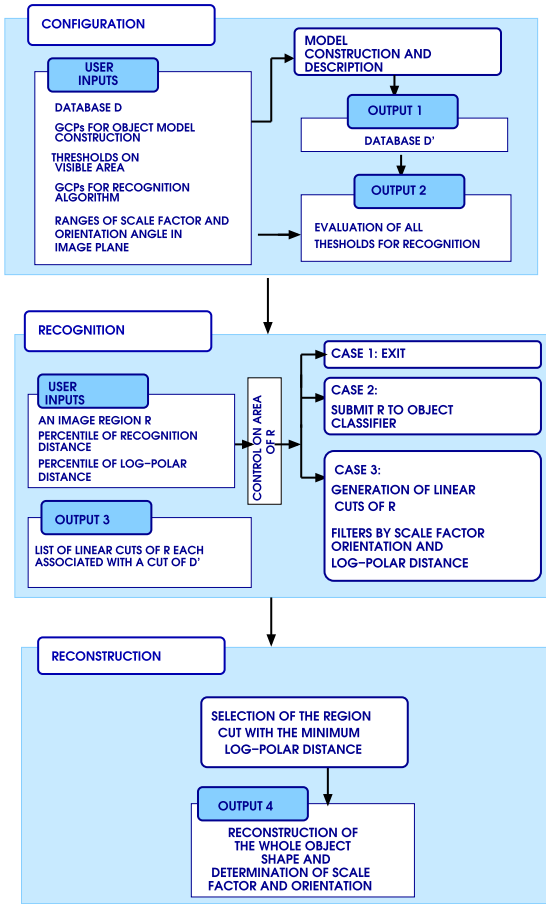 CONFIGURATION
USER
INPUTS
DATABASE D
GCPs FOR OBJECT MODEL
CONSTRUCTION
THRESHOLDS ON
VISIBLE AREA
GCPs FOR RECOGNITION
ALGORITHM
RANGES OF SCALE FACTOR AND
ORIENTATION ANGLE IN
IMAGE PLANE
MODEL
CONSTRUCTION AND
DESCRIPTION
OUTPUT 1
DATABASE D'
OUTPUT 2
EVALUATION OF ALL
THESHOLDS FOR RECOGNITION
RECOGNITION
USER
INPUTS
AN IMAGE REGION R
PERCENTILE OF RECOGNITION
DISTANCE
PERCENTILE OF LOG−POLAR
DISTANCE
CONTROL ON AREA
OF R
CASE 1: EXIT
CASE 2:
SUBMIT R TO OBJECT
CLASSIFIER
CASE 3:
GENERATION OF LINEAR
CUTS OF R
FILTERS BY SCALE FACTOR
ORIENTATION AND
LOG−POLAR DISTANCE
OUTPUT 3
LIST OF LINEAR CUTS OF R EACH
ASSOCIATED WITH A CUT OF D'
RECONSTRUCTION
SELECTION OF THE REGION
CUT WITH THE MINIMUM
LOG−POLAR DISTANCE
OUTPUT 4
RECONSTRUCTION OF
THE WHOLE OBJECT
SHAPE AND
DETERMINATION OF SCALE
FACTOR AND ORIENTATION